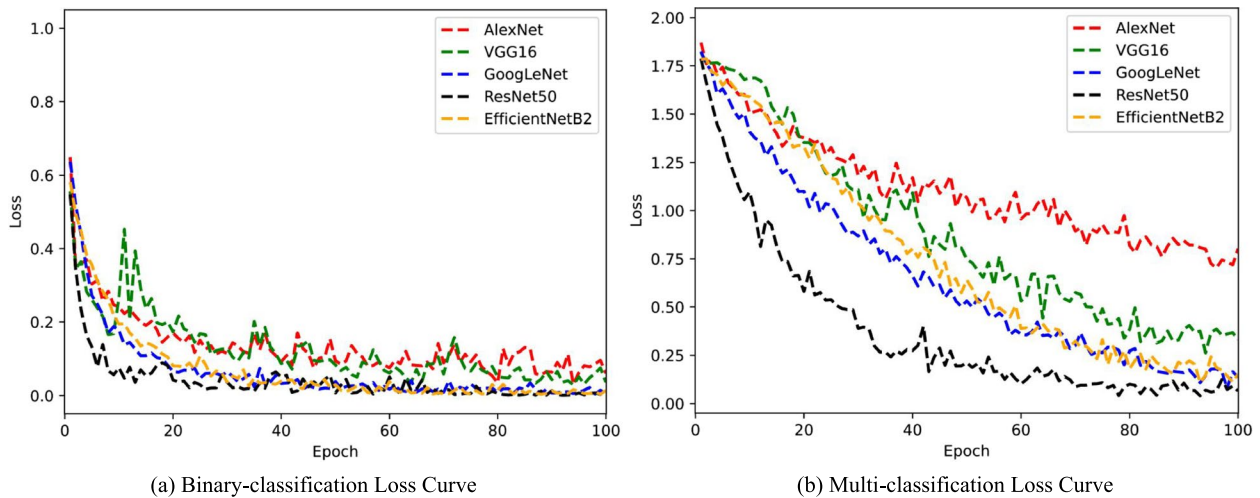 1.0
0.8
0.6
0.4
0.2
0.0
Loss
0 20 40 60 80 100
Epoch
AlexNet
VGG16
GoogLeNet
ResNet50
EfficientNetB2
(a) Binary-classification Loss Curve
2.00
1.75
1.50
1.25
1.00
0.75
0.50
0.25
0.00
Loss
0 20 40 60 80 100
Epoch
AlexNet
VGG16
GoogLeNet
ResNet50
EfficientNetB2
(b) Multi-classification Loss Curve